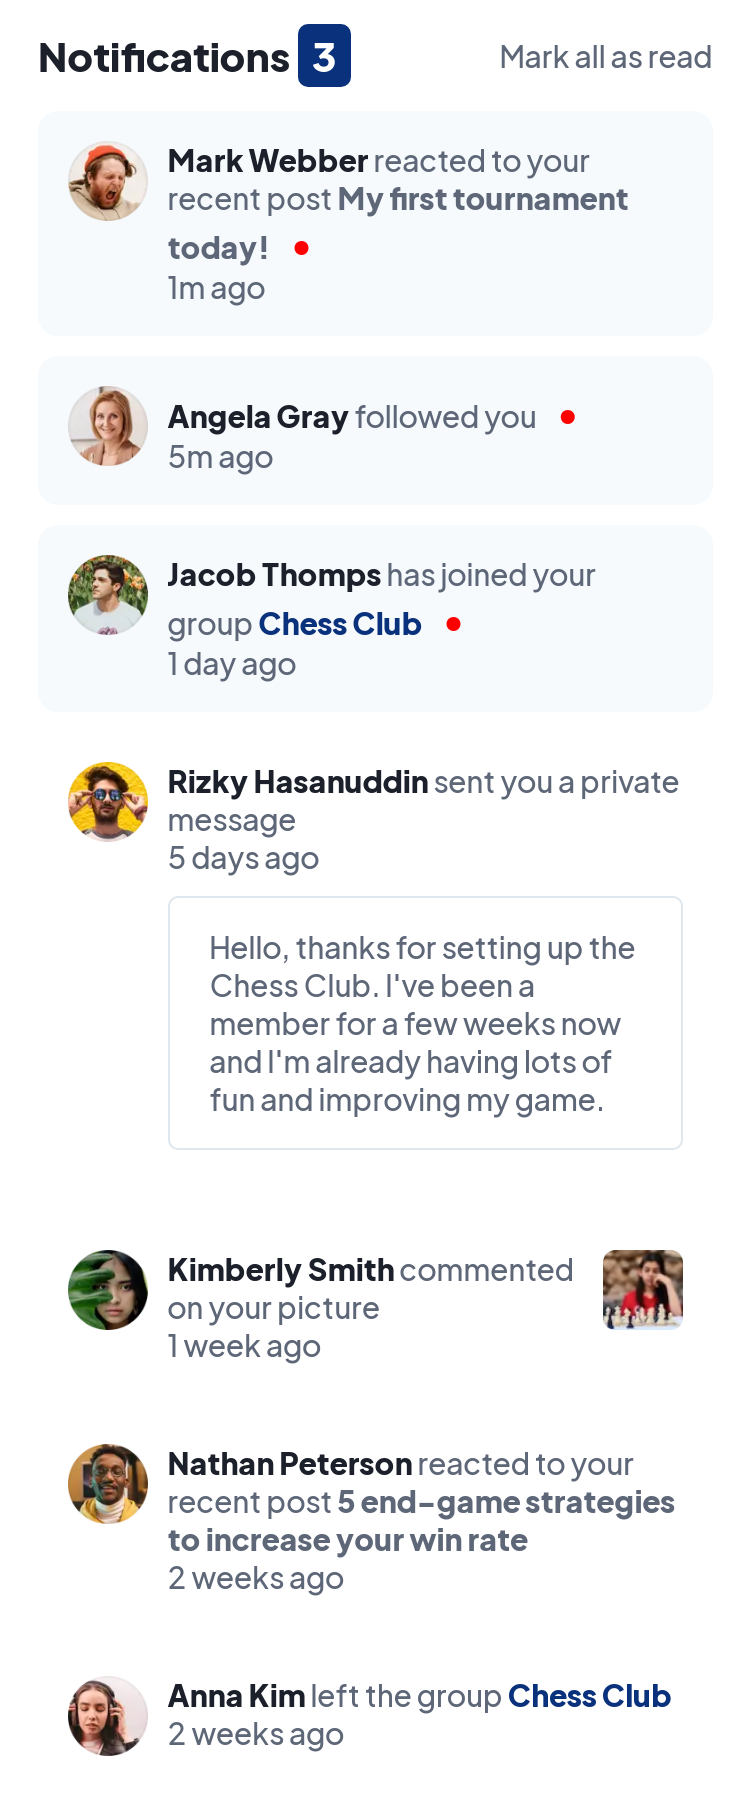 Notifications 3 Mark all as read
Mark Webber reacted to your
recent post My first tournament
today!
1m ago
Angela Gray followed you
5m ago
Jacob Thomps has joined your
group Chess Club
1 day ago
Rizky Hasanuddin sent you a private
message
5 days ago
Hello, thanks for setting up the
Chess Club. I've been a
member for a few weeks now
and I'm already having lots of
fun and improving my game.
Kimberly Smith commented
on your picture
1 week ago
Nathan Peterson reacted to your
recent post 5 end-game strategies
to increase your win rate
2 weeks ago
Anna Kim left the group Chess Club
2 weeks ago